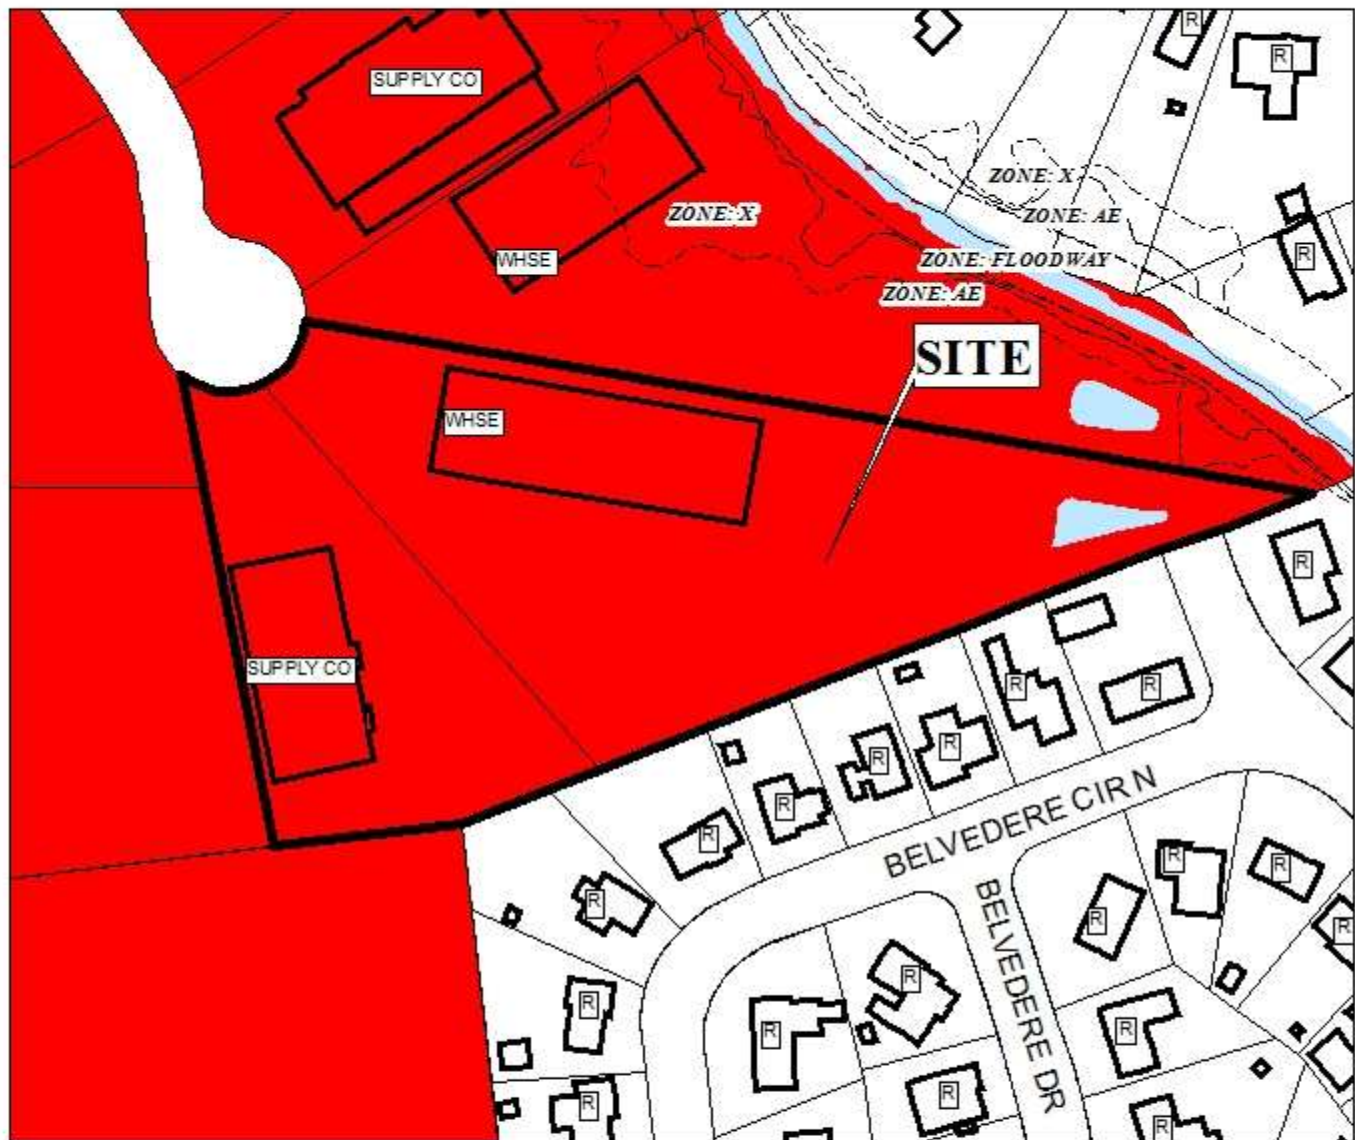 R
SUPPLY CO
R
ZONE: X
ZONE: X
ZONE: AE
R
WHSE
ZONE: FLOODWAY
ZONE: AE
SITE
WHSE
R
SUPPLY CO
R
R
R
R
R
BELVEDERE CIR N
R
R
R
R
R
R
BELVEDERE DR
R
R
R
R
R
R
R
R